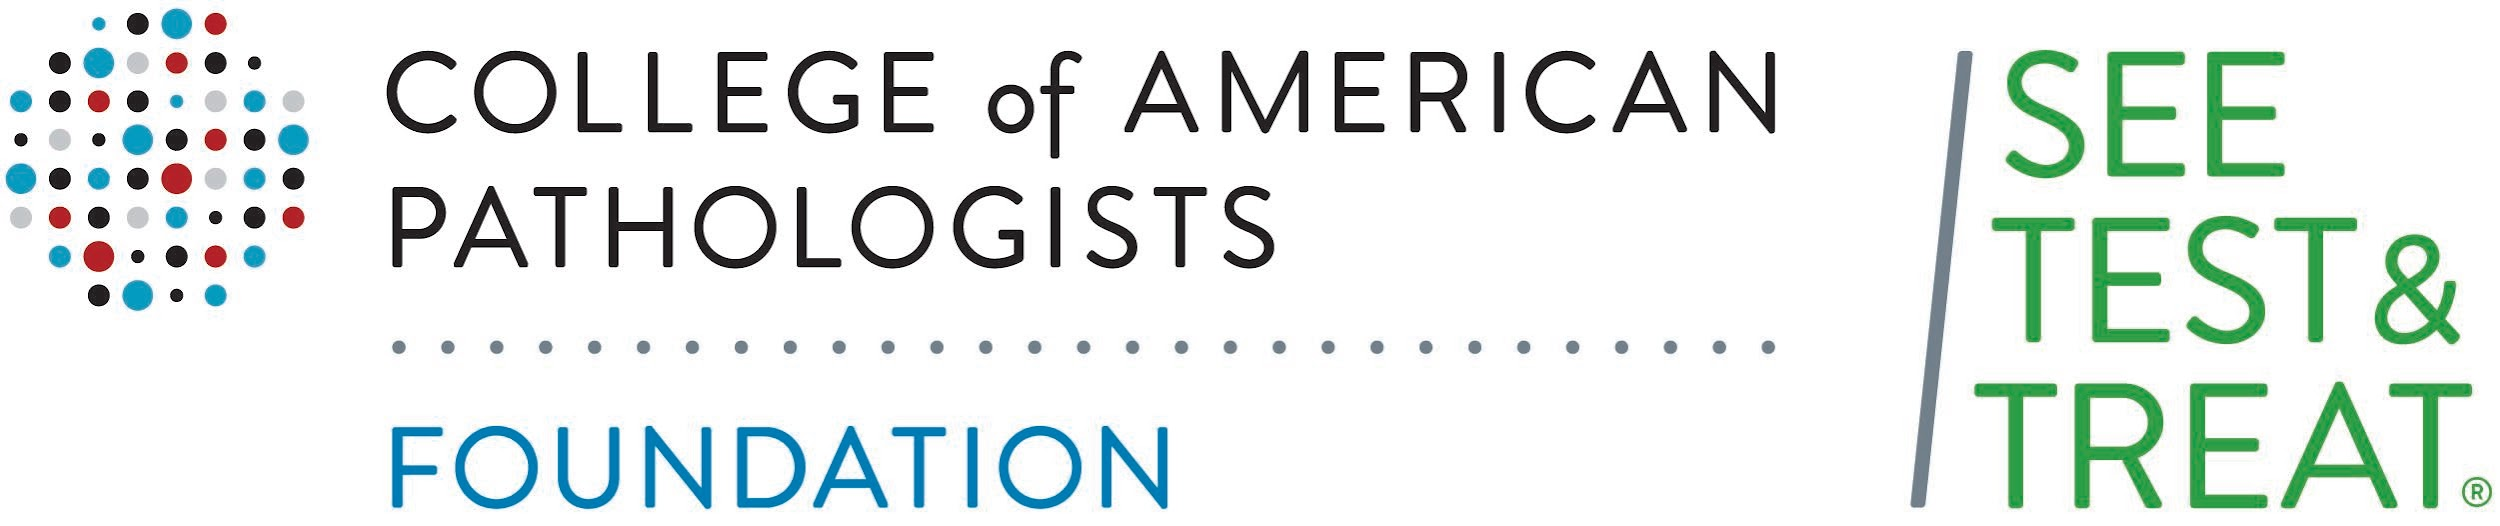 COLLEGE of AMERICAN
PATHOLOGISTS
FOUNDATION
SEE
TEST &
TREAT®